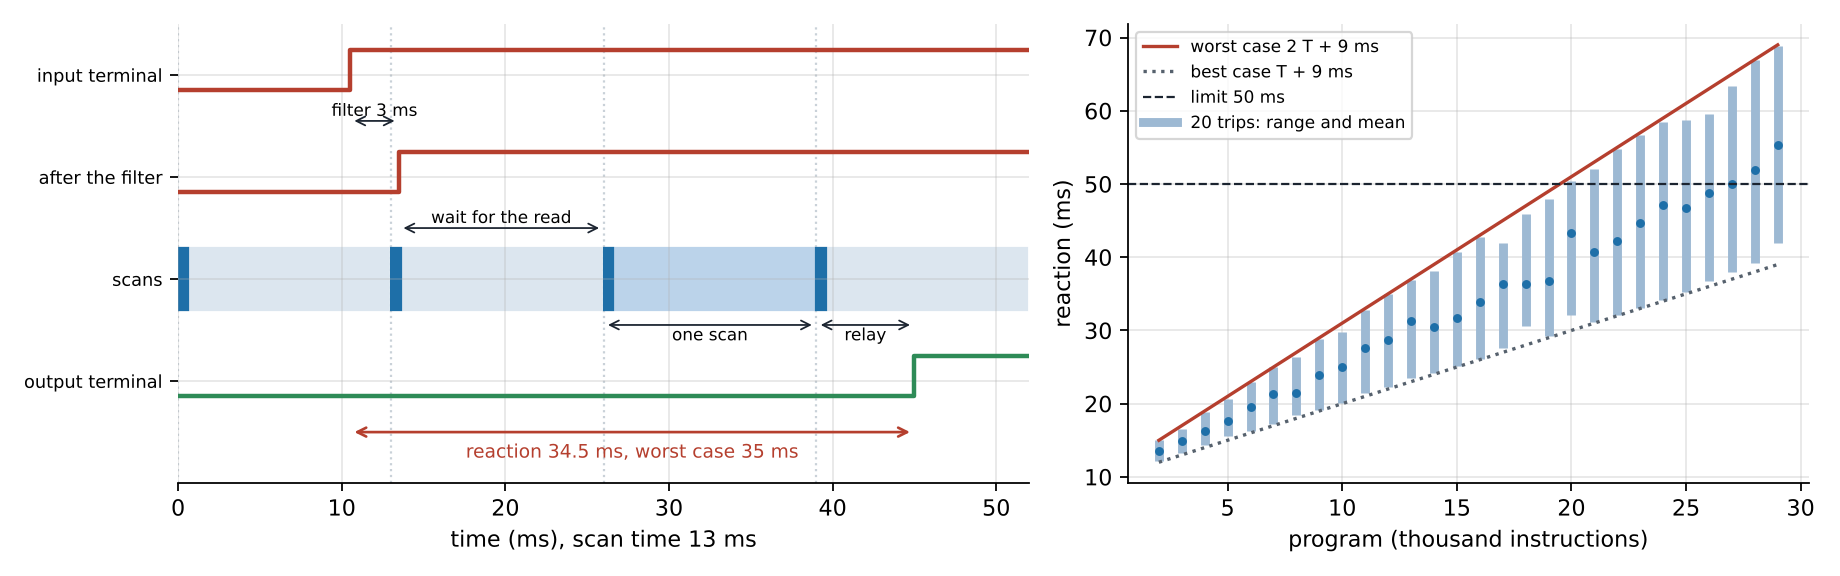 input terminal
filter 3 ms
after the filter
wait for the read
scans
one scan
relay
output terminal
reaction 34.5 ms, worst case 35 ms
0 10 20 30 40 50
time (ms), scan time 13 ms
worst case 2 T + 9 ms
best case T + 9 ms
limit 50 ms
20 trips: range and mean
reaction (ms)
70
60
50
40
30
20
10
5 10 15 20 25 30
program (thousand instructions)